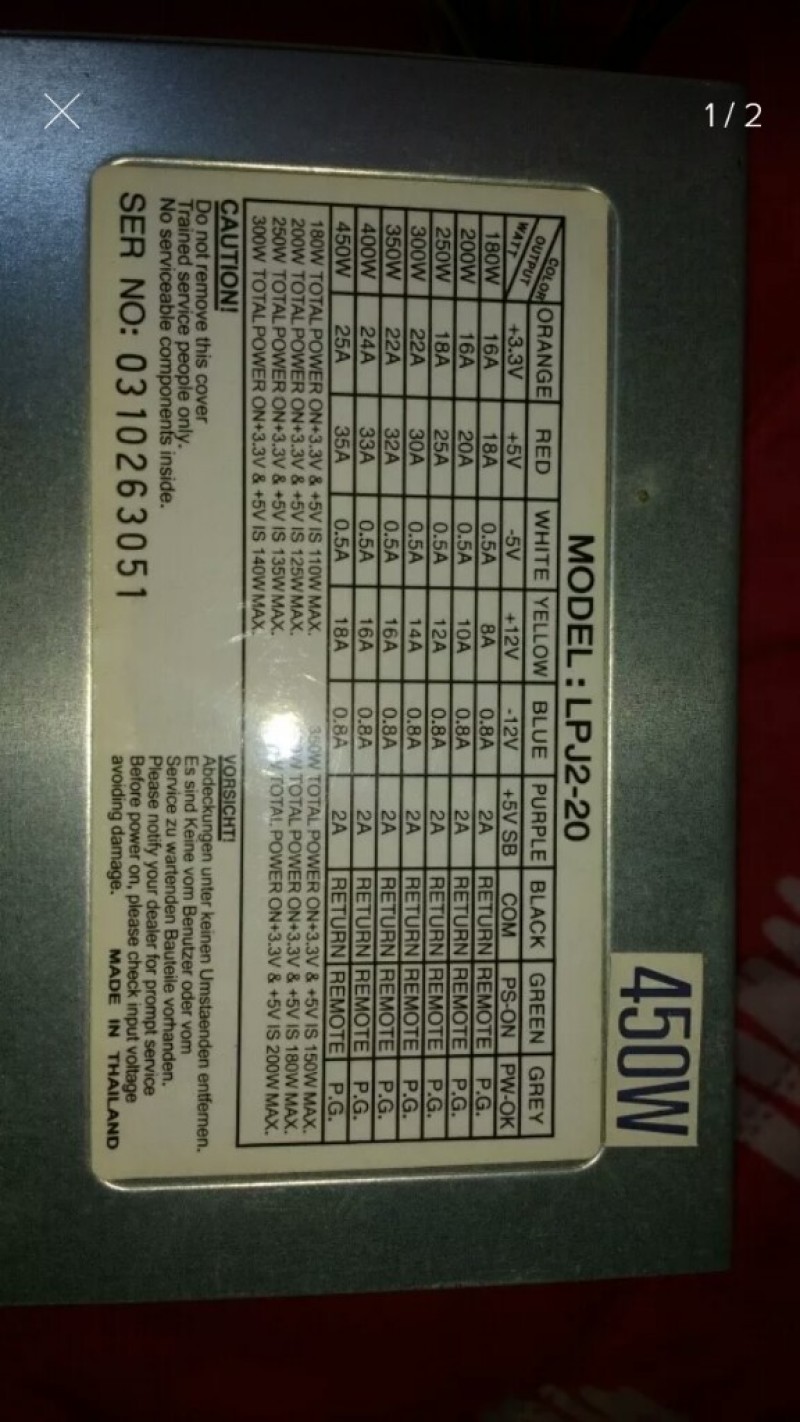 1 / 2
450W
MODEL : LPJ2-20
COLOR ORANGE RED WHITE YELLOW BLUE PURPLE BLACK GREEN GREY
OUTPUT
WATT +3.3V +5V -5V +12V -12V +5V SB COM PS-ON PW-OK
180W 16A 18A 0.5A 8A 0.8A 2A RETURN REMOTE P.G.
200W 16A 20A 0.5A 10A 0.8A 2A RETURN REMOTE P.G.
250W 18A 25A 0.5A 12A 0.8A 2A RETURN REMOTE P.G.
300W 22A 30A 0.5A 14A 0.8A 2A RETURN REMOTE P.G.
350W 22A 32A 0.5A 16A 0.8A 2A RETURN REMOTE P.G.
400W 24A 33A 0.5A 16A 0.8A 2A RETURN REMOTE P.G.
450W 25A 35A 0.5A 18A 0.8A 2A RETURN REMOTE P.G.
180W TOTAL POWER ON+3.3V & +5V IS 110W MAX.
200W TOTAL POWER ON+3.3V & +5V IS 125W MAX.
250W TOTAL POWER ON+3.3V & +5V IS 135W MAX.
300W TOTAL POWER ON+3.3V & +5V IS 140W MAX.
350W TOTAL POWER ON+3.3V & +5V IS 150W MAX.
TOTAL POWER ON+3.3V & +5V IS 180W MAX.
TOTAL POWER ON+3.3V & +5V IS 200W MAX.
CAUTION!
Do not remove this cover
Trained service people only.
No serviceable components inside.
SER NO: 0310263051
VORSICHT!
Abdeckungen unter keinen Umstaenden entfernen.
Es sind Keine vom Benutzer oder vom
Service zu wartenden Bauteile vorhanden.
Please notify your dealer for prompt service
Before power on, please check input voltage
avoiding damage.
MADE IN THAILAND